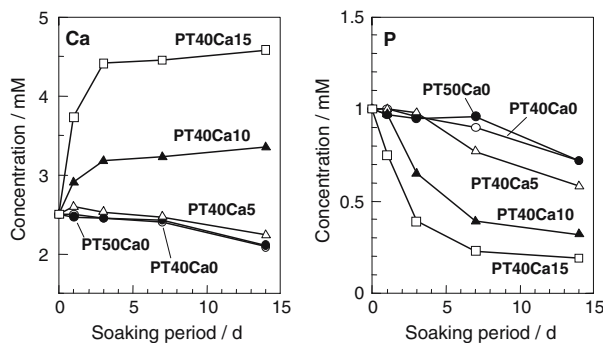 Ca
PT40Ca15
PT40Ca10
PT40Ca5
PT50Ca0
PT40Ca0
5
4
3
2
Concentration / mM
0
5
10
15
Soaking period / d
P
PT50Ca0
PT40Ca0
PT40Ca5
PT40Ca10
PT40Ca15
1.5
1
0.5
0
Concentration / mM
0
5
10
15
Soaking period / d